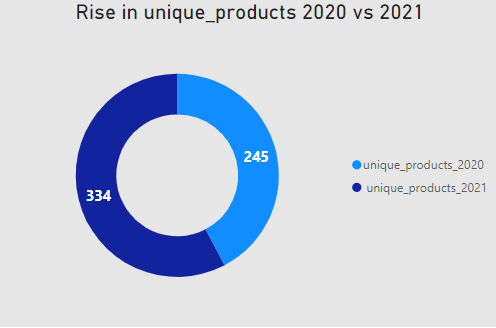 Rise in unique_products 2020 vs 2021
245
unique_products_2020
unique_products_2021
334